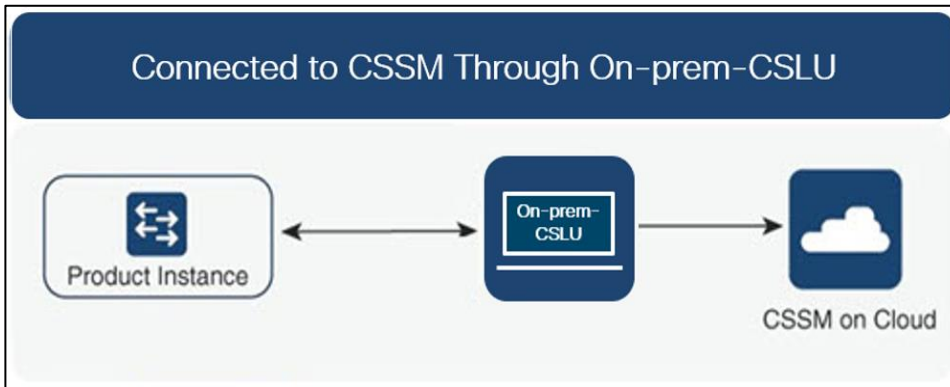 Connected to CSSM Through On-prem-CSLU
On-prem-
CSLU
Product Instance
CSSM on Cloud